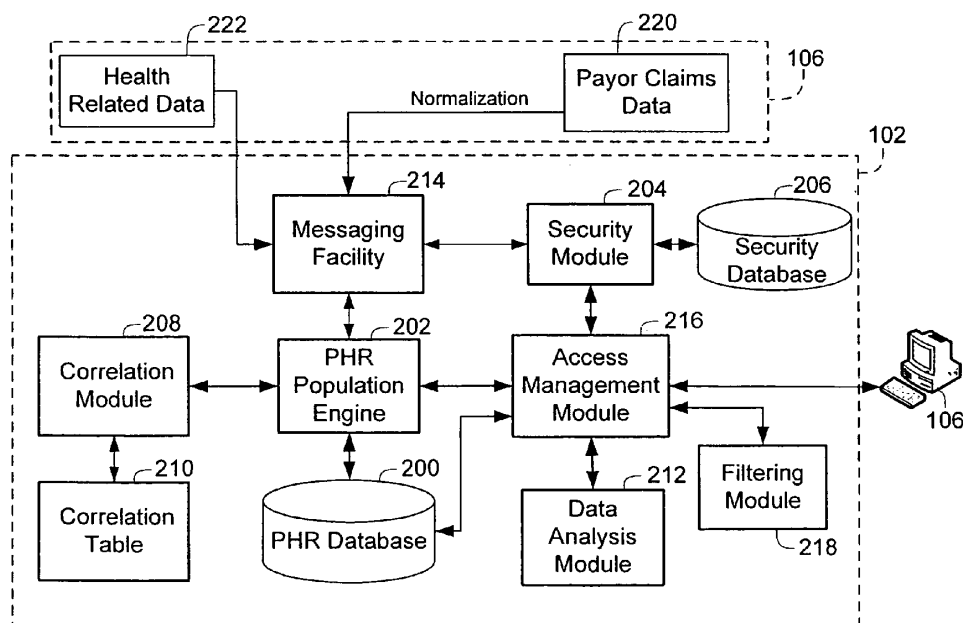 222
220
106
Health
Related Data
Payor Claims
Data
Normalization
102
214
204
206
Messaging
Facility
Security
Module
Security
Database
208
202
216
Correlation
Module
PHR
Population
Engine
Access
Management
Module
106
210
200
212
Correlation
Table
PHR Database
Data
Analysis
Module
Filtering
Module
218